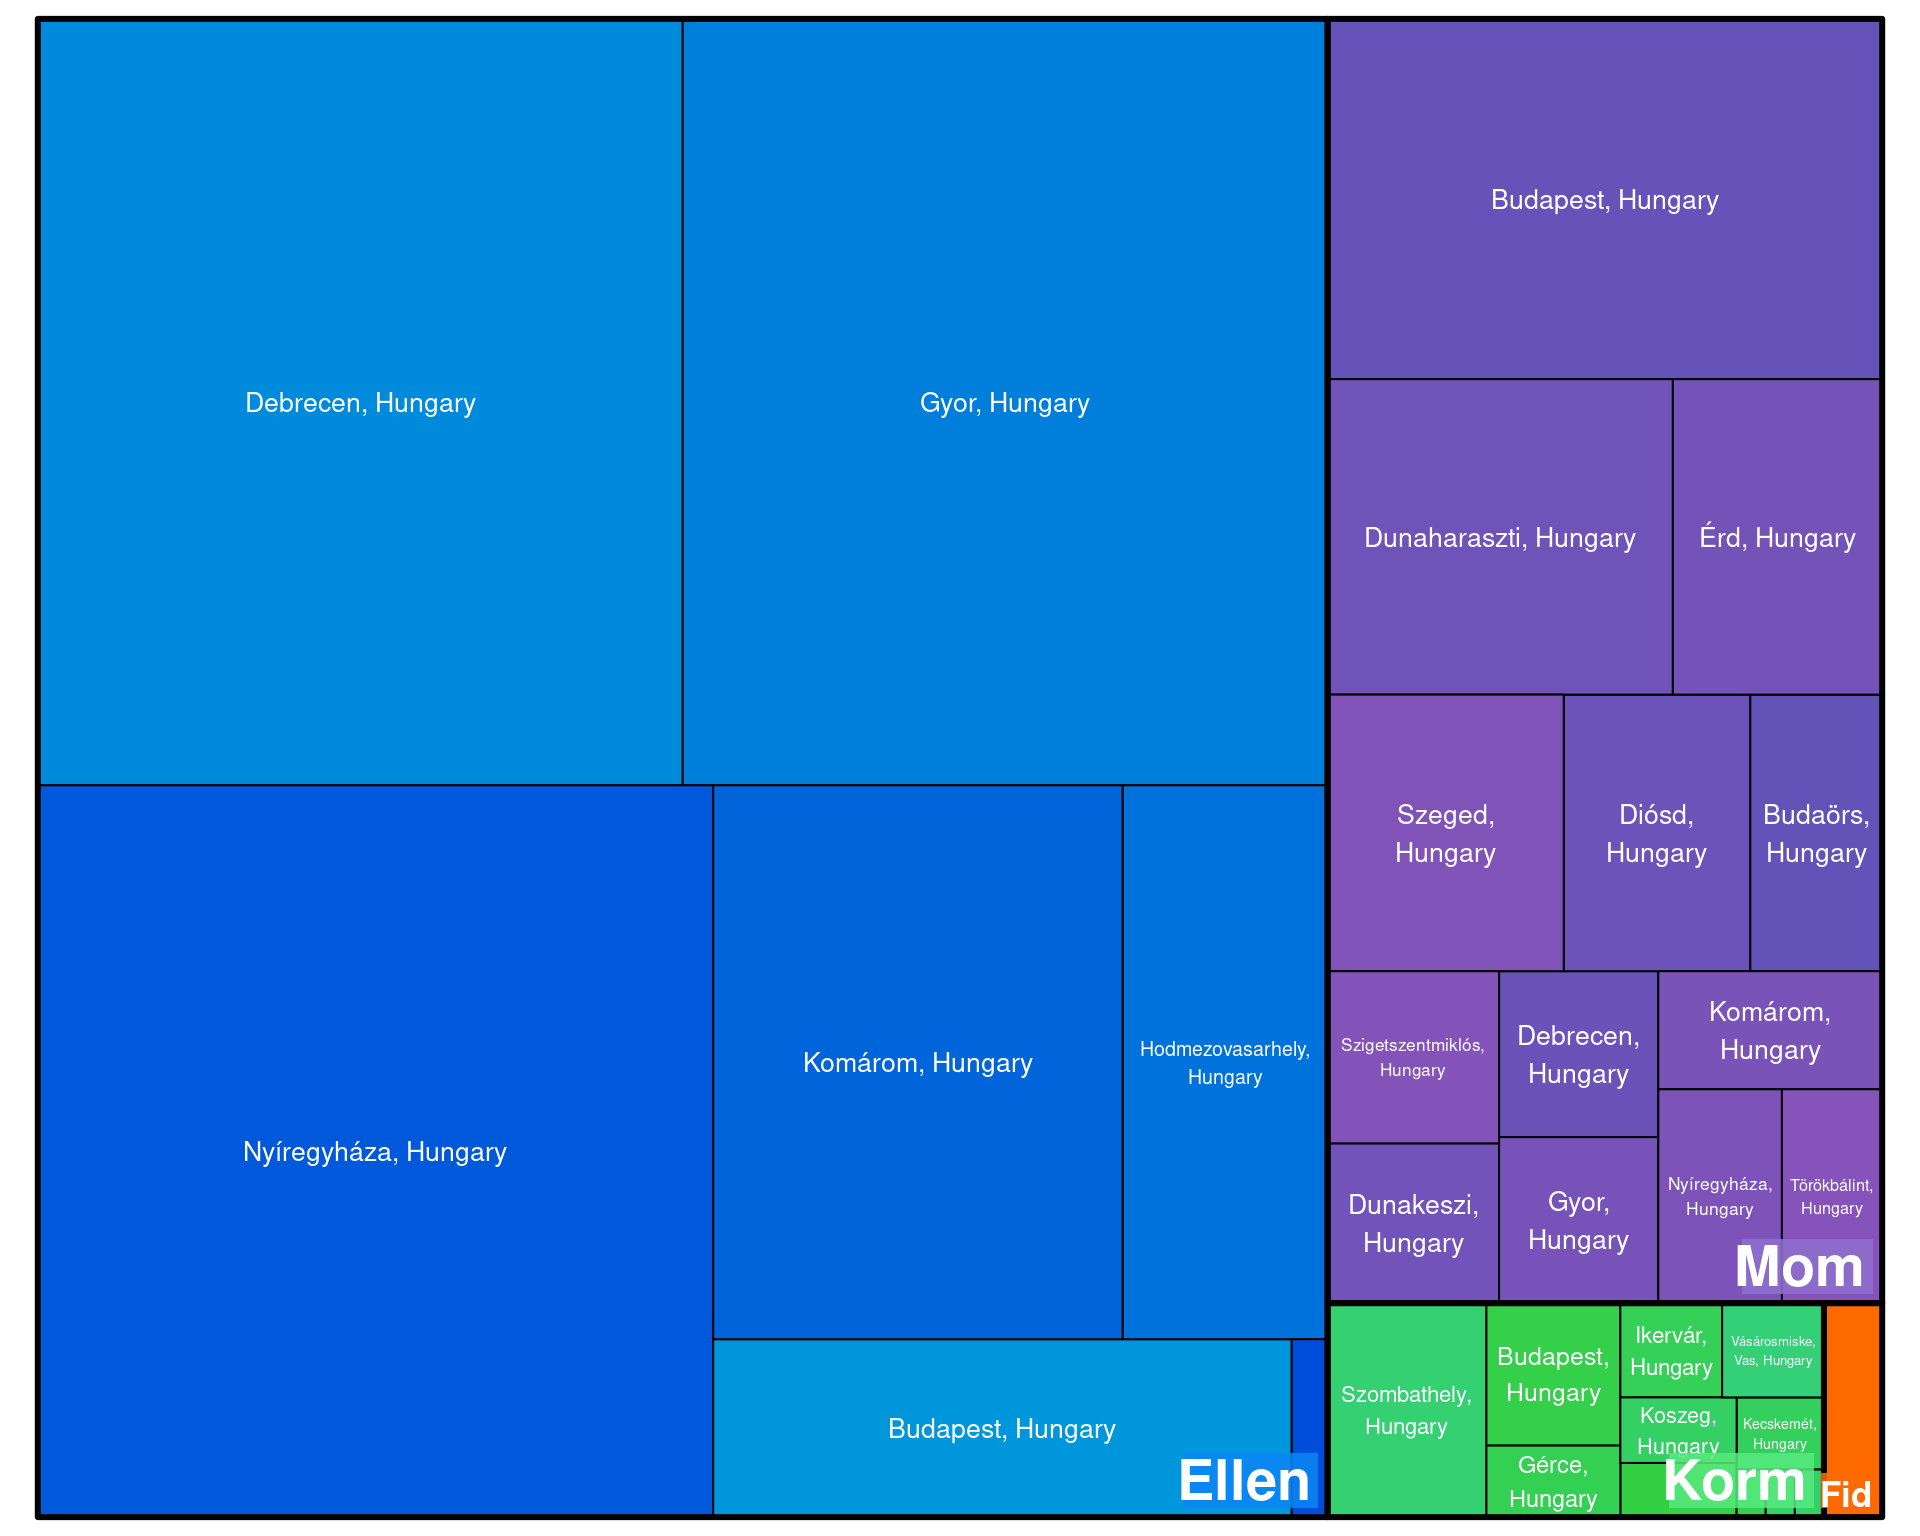 Debrecen, Hungary
Gyor, Hungary
Nyíregyháza, Hungary
Komárom, Hungary
Hodmezovasarhely,
Hungary
Budapest, Hungary
Ellen
Budapest, Hungary
Dunaharaszti, Hungary
Érd, Hungary
Szeged,
Hungary
Diósd,
Hungary
Budaörs,
Hungary
Szigetszentmiklós,
Hungary
Debrecen,
Hungary
Komárom,
Hungary
Dunakeszi,
Hungary
Gyor,
Hungary
Nyíregyháza,
Hungary
Törökbálint,
Hungary
Mom
Szombathely,
Hungary
Budapest,
Hungary
Gérce,
Hungary
Ikervár,
Hungary
Vásárosmiske,
Vas, Hungary
Koszeg,
Hungary
Kecskemét,
Hungary
Korm
Fid